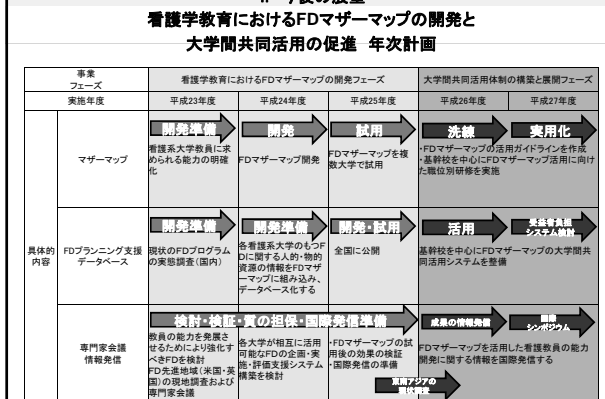 看護学教育におけるFDマザーマップの開発と
大学間共同活用の促進 年次計画
事業
フェーズ
看護学教育におけるFDマザーマップの開発フェーズ
大学間共同活用体制の構築と展開フェーズ
実施年度
平成23年度
平成24年度
平成25年度
平成26年度
平成27年度
具体的
内容
マザーマップ
開発準備
看護系大学教員に求
められる能力の明確
化
開発
FDマザーマップ開発
試用
FDマザーマップを複
数大学で試用
洗練
実用化
・FDマザーマップの活用ガイドラインを作成
・基幹校を中心にFDマザーマップ活用に向け
た職位別研修を実施
FDプランニング支援
データベース
開発準備
現状のFDプログラム
の実態調査(国内)
開発準備
各看護系大学のもつF
Dに関する人的・物的
資源の情報をFDマザ
ーマップに組み込み、
データベース化する
開発・試用
全国に公開
活用
受益者負担
システム検討
基幹校を中心にFDマザーマップの大学間共
同活用システムを整備
専門家会議
情報発信
検討・検証・質の担保・国際発信準備
教員の能力を発展さ
せるためにより強化す
べきFDを検討
FD先進地域(米国・英
国)の現地調査および
専門家会議
各大学が相互に活用
可能なFDの企画・実
施・評価支援システム
構築を検討
・FDマザーマップの試
用後の効果の検証
・国際発信の準備
成果の情報発信
国際
シンポジウム
FDマザーマップを活用した看護教員の能力
開発に関する情報を国際発信する
東南アジアの